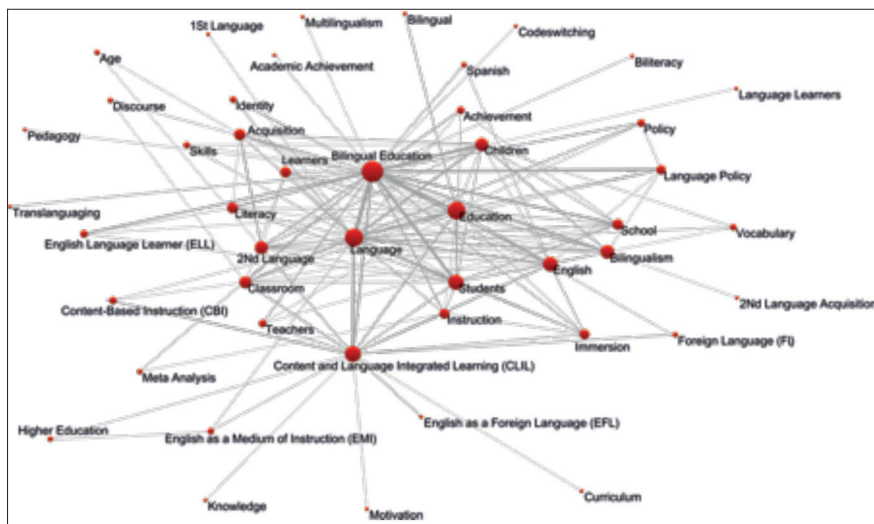 1St Language
Multilingualism
Bilingual
Codeswitching
Age
Academic Achievement
Spanish
Biliteracy
Language Learners
Discourse
Identity
Achievement
Policy
Pedagogy
Acquisition
Skills
Learners
Bilingual Education
Children
Language Policy
Translanguaging
Literacy
Education
School
Vocabulary
English Language Learner (ELL)
2Nd Language
Language
Bilingualism
English
Classroom
Students
2Nd Language Acquisition
Content-Based Instruction (CBI)
Teachers
Instruction
Immersion
Foreign Language (Fl)
Content and Language Integrated Learning (CLIL)
Meta Analysis
Higher Education
English as a Medium of Instruction (EMI)
English as a Foreign Language (EFL)
Knowledge
Motivation
Curriculum